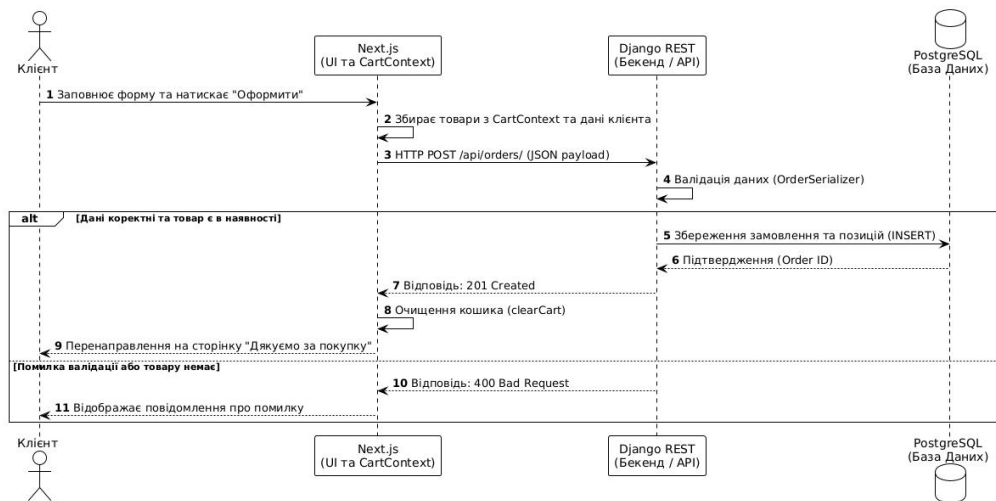 Клієнт
Next.js
(UI та CartContext)
Django REST
(Бекенд / API)
PostgreSQL
(База Даних)
1 Заповнює форму та натискає "Оформити"
2 Збирає товари з CartContext та дані клієнта
3 HTTP POST /api/orders/ (JSON payload)
4 Валідація даних (OrderSerializer)
alt [Дані коректні та товар є в наявності]
5 Збереження замовлення та позицій (INSERT)
6 Підтвердження (Order ID)
7 Відповідь: 201 Created
8 Очищення кошика (clearCart)
9 Перенаправлення на сторінку "Дякуємо за покупку"
[Помилка валідації або товару немає]
10 Відповідь: 400 Bad Request
11 Відображає повідомлення про помилку
Клієнт
Next.js
(UI та CartContext)
Django REST
(Бекенд / API)
PostgreSQL
(База Даних)